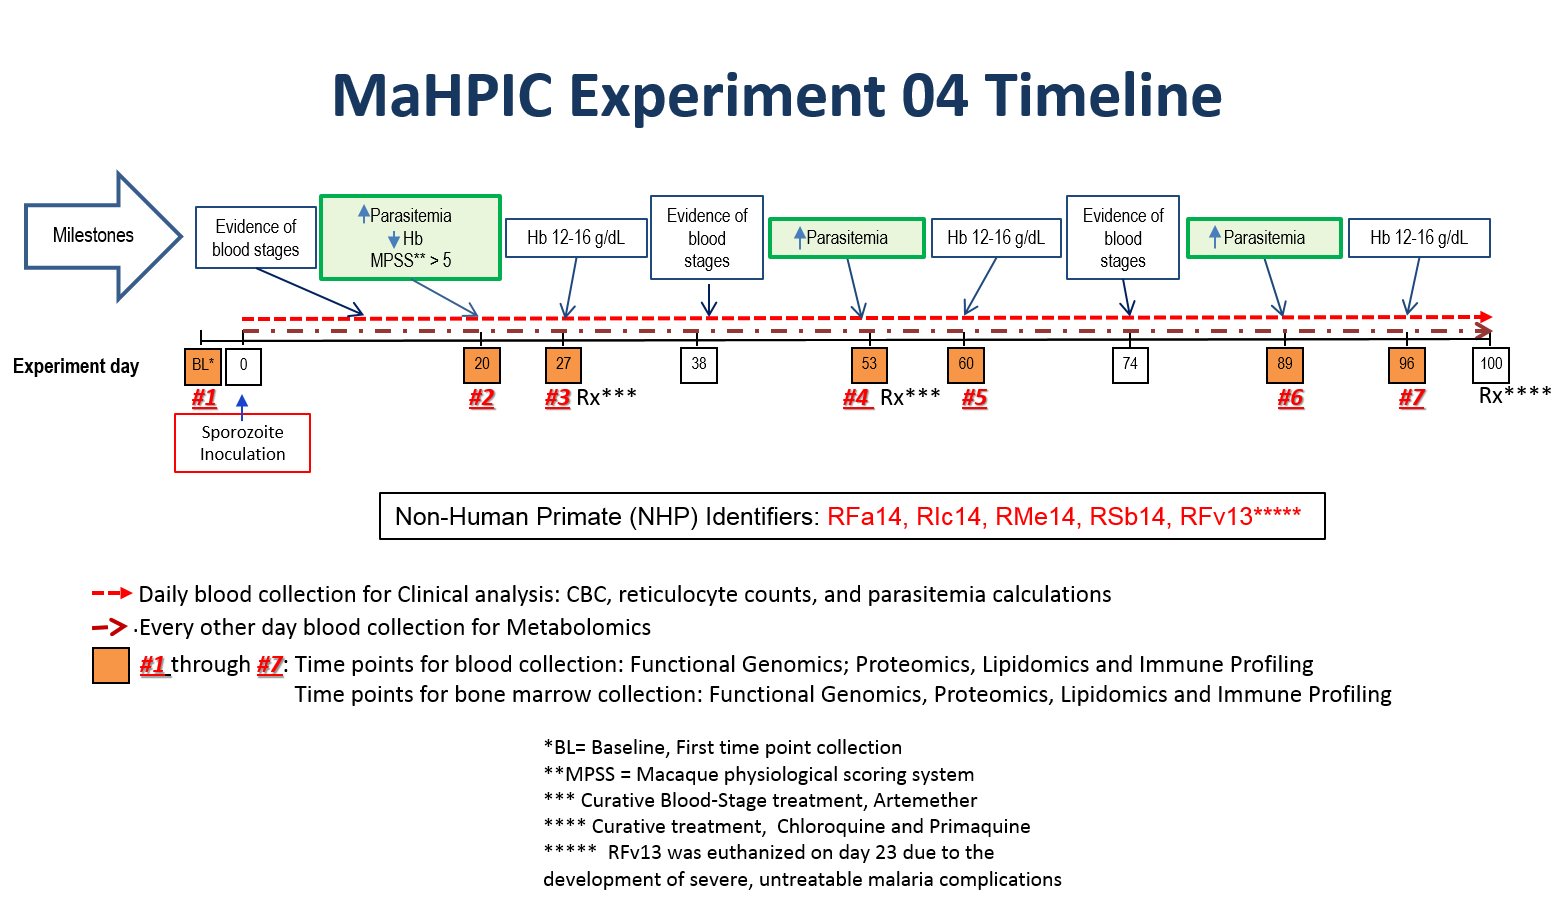 MaHPIC Experiment 04 Timeline
Milestones
Evidence of
blood stages
Parasitemia
Hb
MPSS** > 5
Hb 12-16 g/dL
Evidence of
blood
stages
Parasitemia
Hb 12-16 g/dL
Evidence of
blood
stages
Parasitemia
Hb 12-16 g/dL
Experiment day
BL*
0
20
27
38
53
60
74
89
96
100
#1
#2
#3 Rx***
#4 Rx***
#5
#6
#7
Rx****
Sporozoite
Inoculation
Non-Human Primate (NHP) Identifiers: RFa14, RIc14, RMe14, RSb14, RFv13*****
Daily blood collection for Clinical analysis: CBC, reticulocyte counts, and parasitemia calculations
.Every other day blood collection for Metabolomics
#1 through #7: Time points for blood collection: Functional Genomics; Proteomics, Lipidomics and Immune Profiling
Time points for bone marrow collection: Functional Genomics, Proteomics, Lipidomics and Immune Profiling
*BL= Baseline, First time point collection
**MPSS = Macaque physiological scoring system
*** Curative Blood-Stage treatment, Artemether
**** Curative treatment, Chloroquine and Primaquine
***** RFv13 was euthanized on day 23 due to the
development of severe, untreatable malaria complications